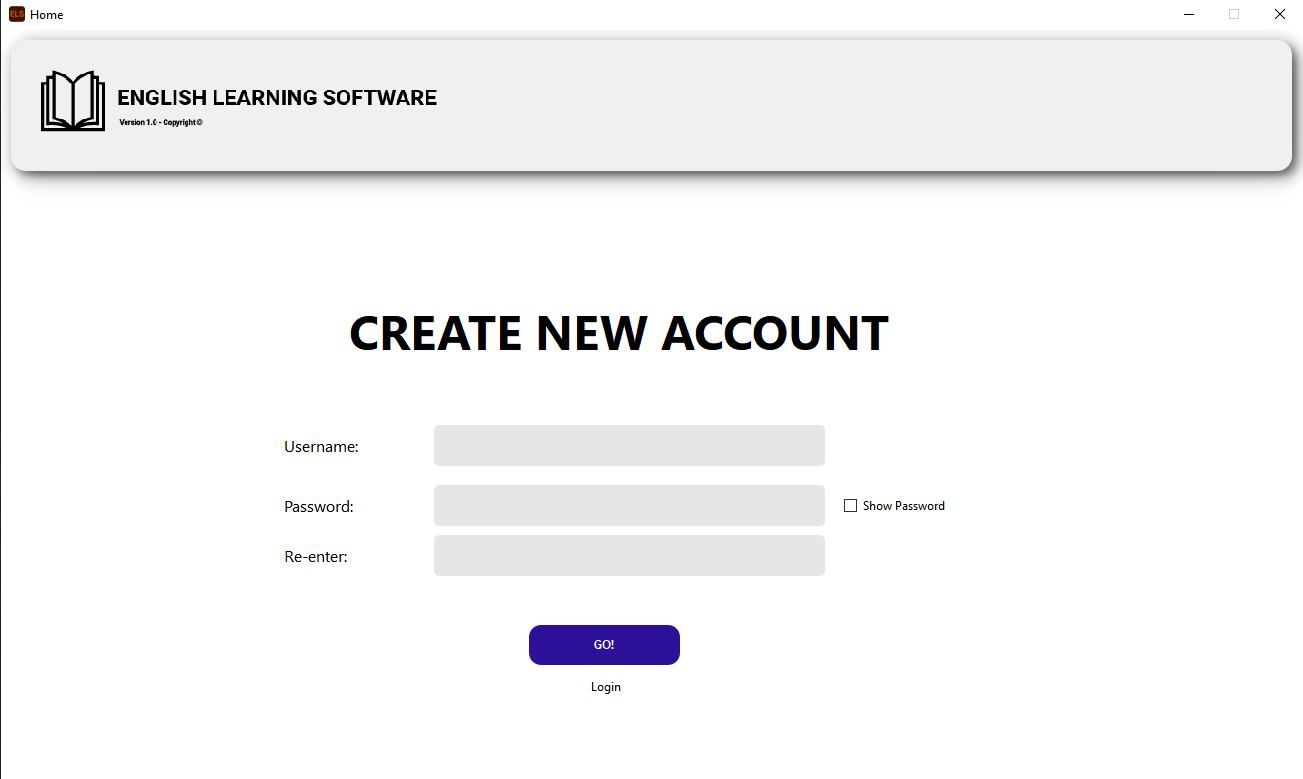 ELS Home
ENGLISH LEARNING SOFTWARE
Version 1.0 - Copyright©
CREATE NEW ACCOUNT
Username:
Password:
Show Password
Re-enter:
GO!
Login